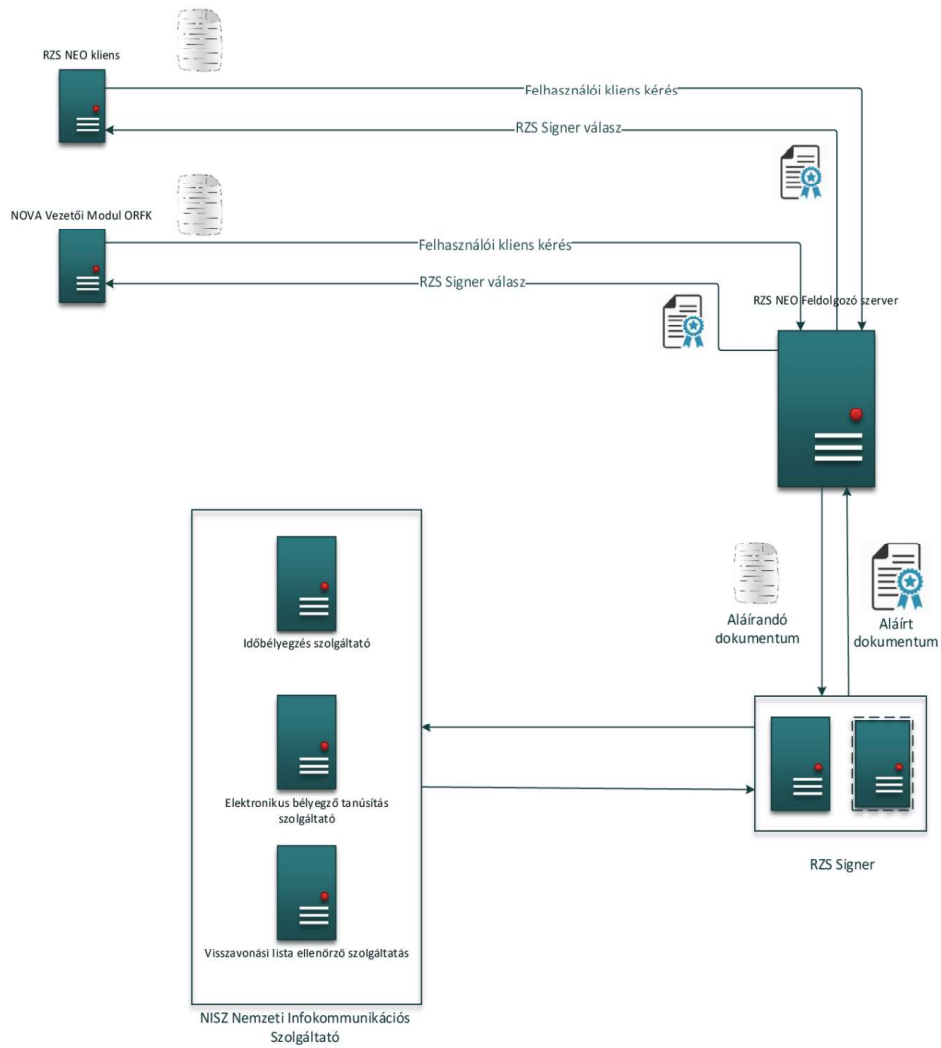 RZS NEO kliens
Felhasználói kliens kérés
RZS Signer válasz
NOVA Vezetői Modul ORFK
Felhasználói kliens kérés
RZS Signer válasz
RZS NEO Feldolgozó szerver
Aláírandó
dokumentum
Aláírt
dokumentum
Időbélyegzés szolgáltató
Elektronikus bélyegző tanúsítás
szolgáltató
Visszavonási lista ellenőrző szolgáltatás
RZS Signer
NISZ Nemzeti Infokommunikációs
Szolgáltató